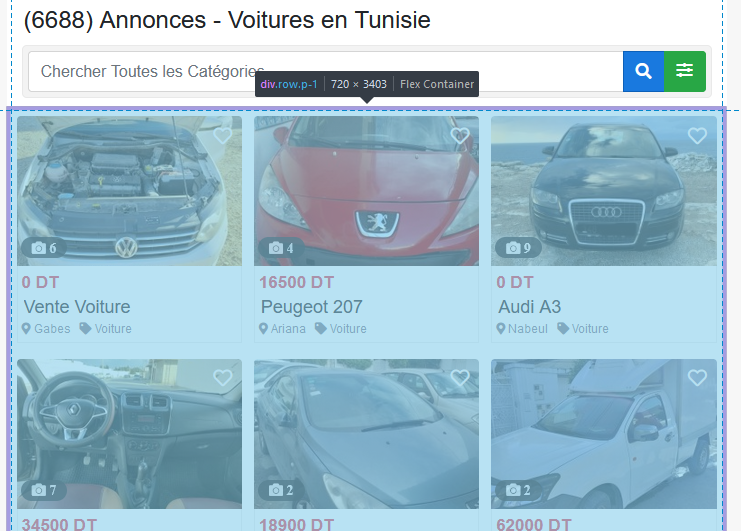 (6688) Annonces - Voitures en Tunisie
Chercher Toutes les Catégories
div.row.p-1 720 × 3403 Flex Container
6
4
9
0 DT
16500 DT
0 DT
Vente Voiture
Peugeot 207
Audi A3
Gabes Voiture
Ariana Voiture
Nabeul Voiture
7
2
2
34500 DT
18900 DT
62000 DT